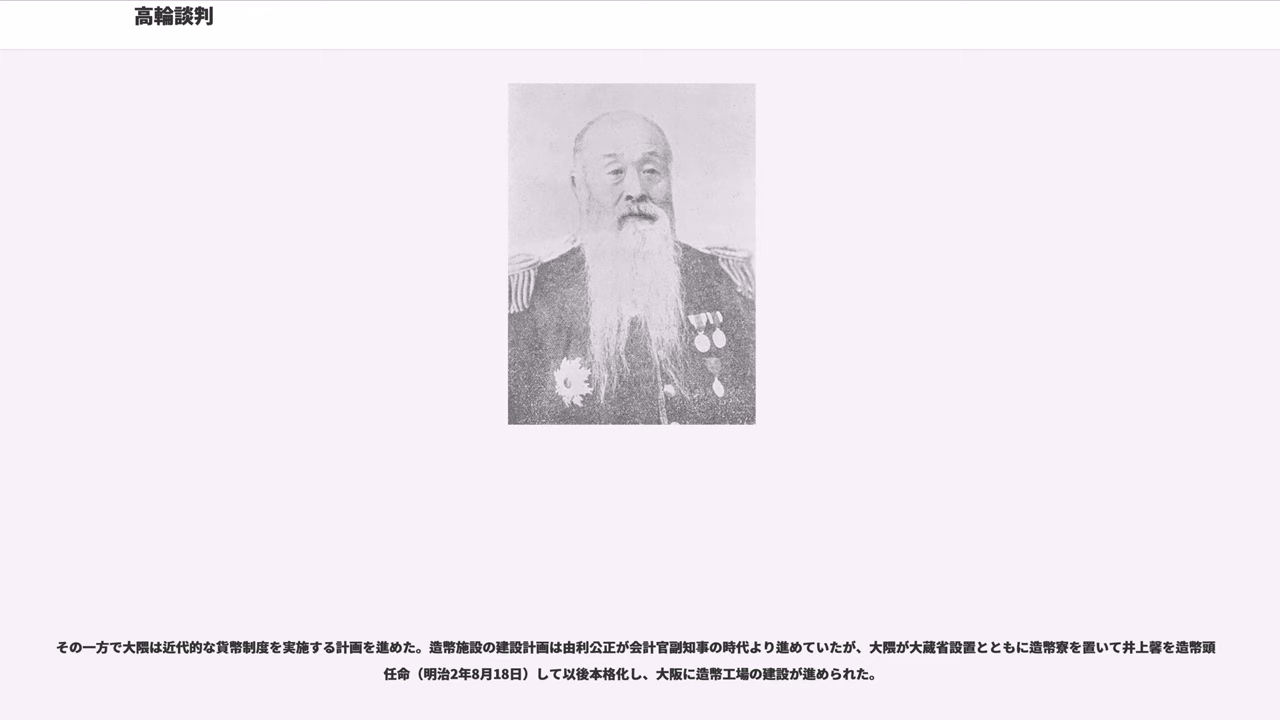 高輪談判
その一方で大隈は近代的な貨幣制度を実施する計画を進めた。造幣施設の建設計画は由利公正が会計官副知事の時代より進めていたが、大隈が大蔵省設置とともに造幣寮を置いて井上馨を造幣頭
任命（明治2年8月18日）して以後本格化し、大阪に造幣工場の建設が進められた。